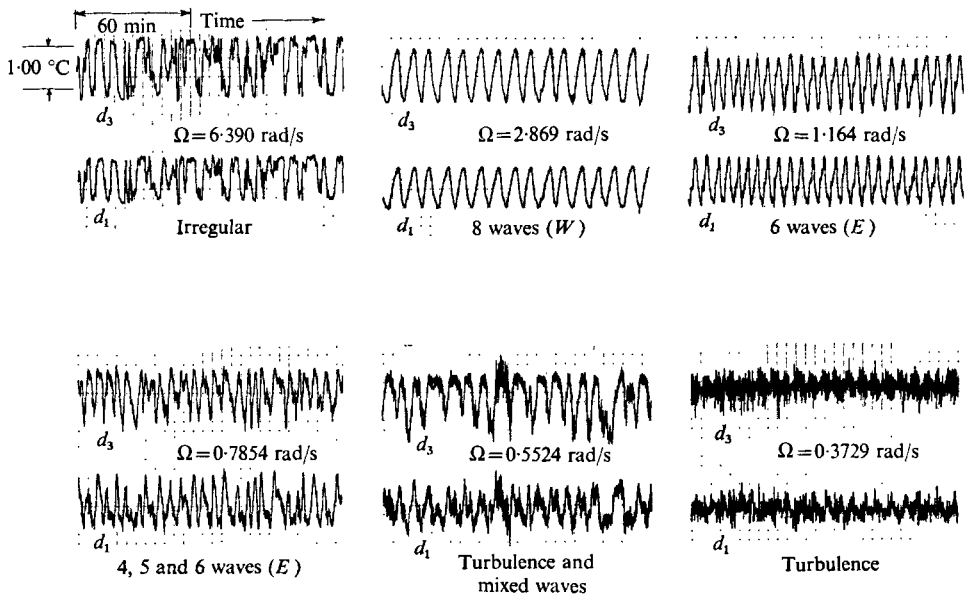 60 min
Time
1·00 °C
d3
Ω=6·390 rad/s
d1
Irregular
d3
Ω=2·869 rad/s
d1
8 waves (W)
d3
Ω=1·164 rad/s
d1
6 waves (E)
d3
Ω=0·7854 rad/s
d1
4, 5 and 6 waves (E)
d3
Ω=0·5524 rad/s
d1
Turbulence and
mixed waves
d3
Ω=0·3729 rad/s
d1
Turbulence